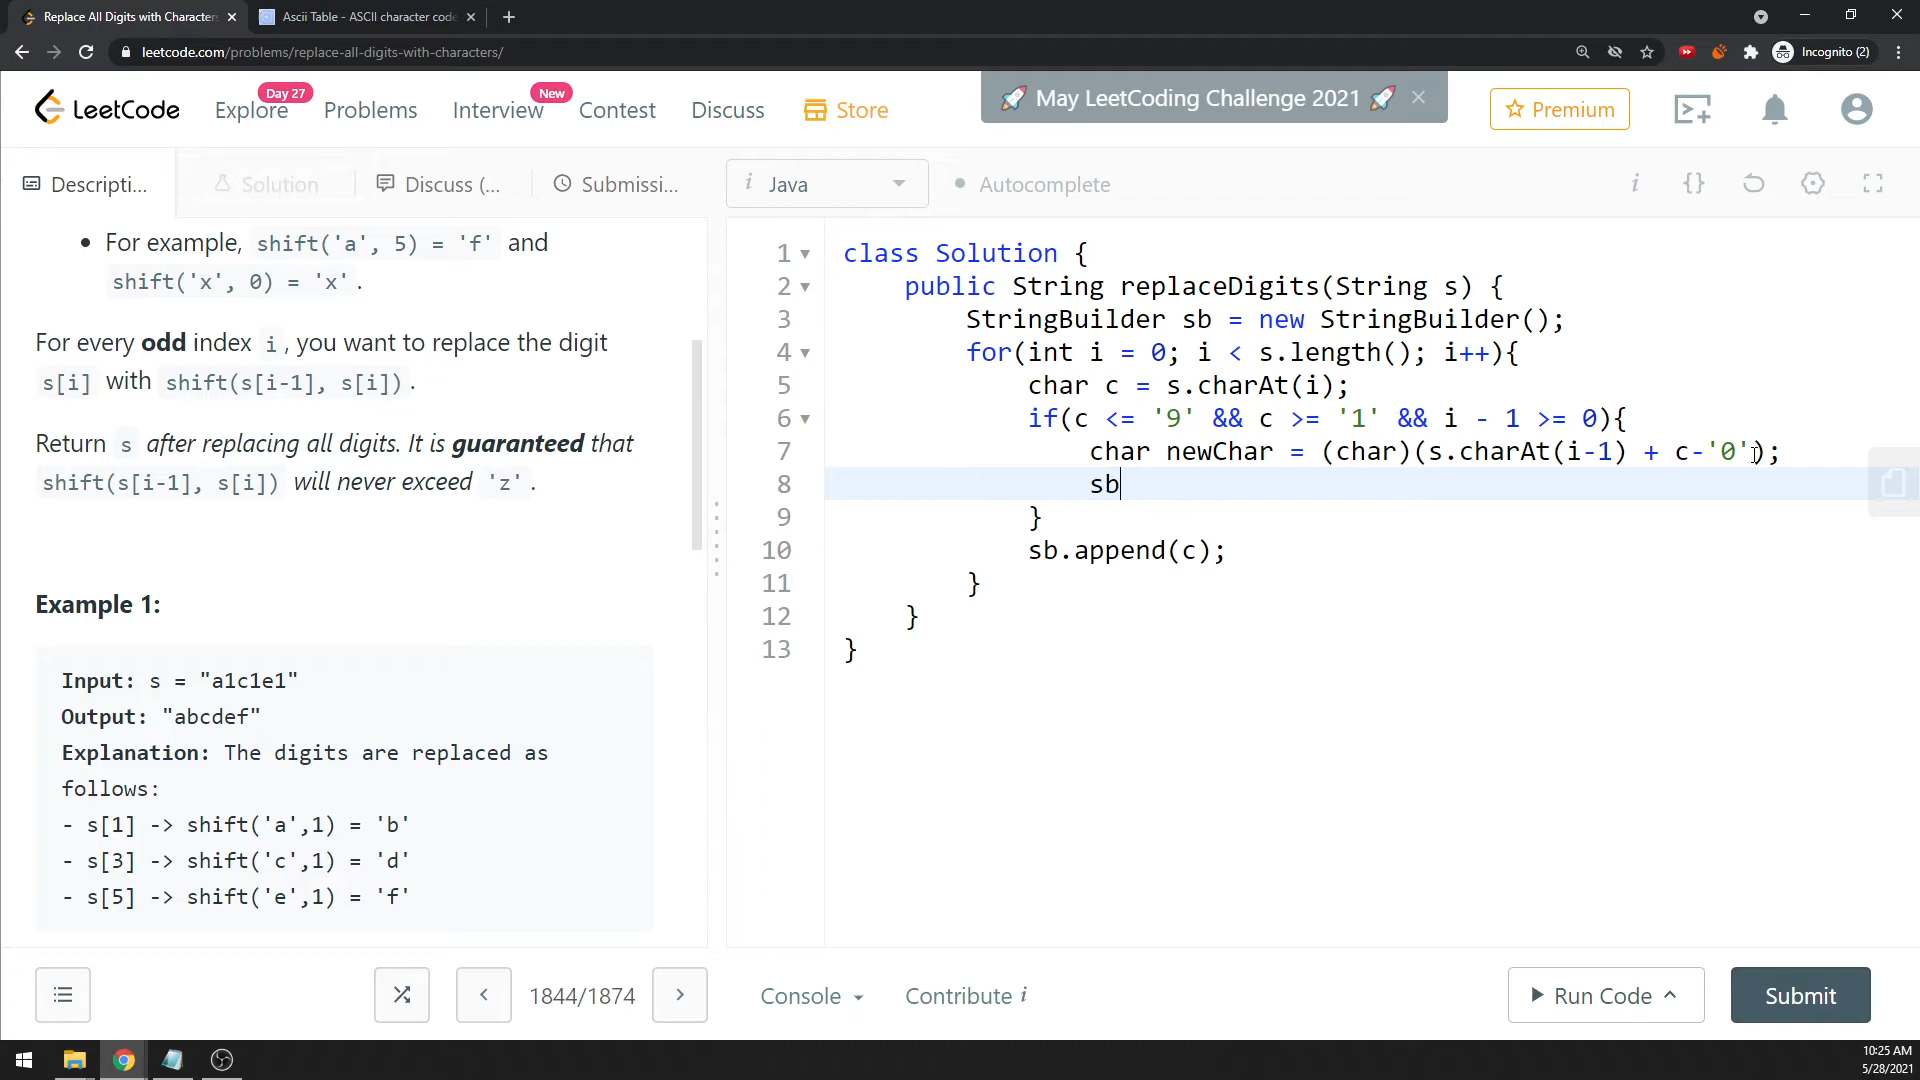 Replace All Digits with Characters
Ascii Table - ASCII character code
leetcode.com/problems/replace-all-digits-with-characters/
Incognito (2)
LeetCode
Explore
Day 27
Problems
Interview
New
Contest
Discuss
Store
🚀 May LeetCoding Challenge 2021 🚀
Premium
Descripti...
Solution
Discuss (...
Submissi...
i Java
Autocomplete
• For example, shift('a', 5) = 'f' and
shift('x', 0) = 'x'.
For every odd index i, you want to replace the digit
s[i] with shift(s[i-1], s[i]).
Return s after replacing all digits. It is guaranteed that
shift(s[i-1], s[i]) will never exceed 'z'.
Example 1:
Input: s = "a1c1e1"
Output: "abcdef"
Explanation: The digits are replaced as
follows:
- s[1] -> shift('a',1) = 'b'
- s[3] -> shift('c',1) = 'd'
- s[5] -> shift('e',1) = 'f'
1 class Solution {
2 public String replaceDigits(String s) {
3 StringBuilder sb = new StringBuilder();
4 for(int i = 0; i < s.length(); i++){
5 char c = s.charAt(i);
6 if(c <= '9' && c >= '1' && i - 1 >= 0){
7 char newChar = (char)(s.charAt(i-1) + c-'0');
8 sb
9 }
10 sb.append(c);
11 }
12 }
13 }
1844/1874
Console
Contribute i
Run Code
Submit
10:25 AM
5/28/2021